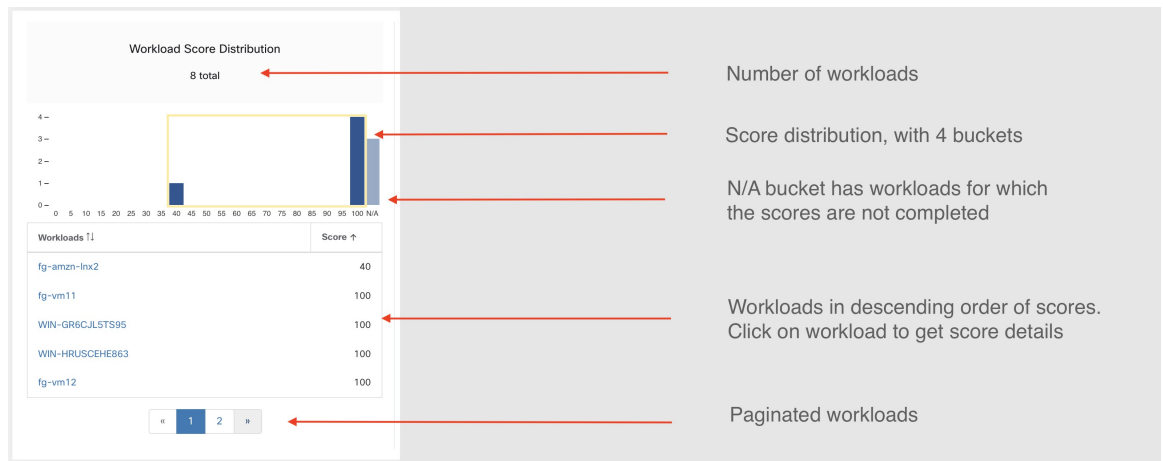 Workload Score Distribution
8 total
Number of workloads
4
3
2
1
0
0 5 10 15 20 25 30 35 40 45 50 55 60 65 70 75 80 85 90 95 100 N/A
Score distribution, with 4 buckets
N/A bucket has workloads for which
the scores are not completed
Workloads ↑↓ Score ↑
fg-amzn-lnx2 40
fg-vm11 100
WIN-GR6CJL5TS95 100
WIN-HRUSCEHE863 100
fg-vm12 100
Workloads in descending order of scores.
Click on workload to get score details
« 1 2 »
Paginated workloads